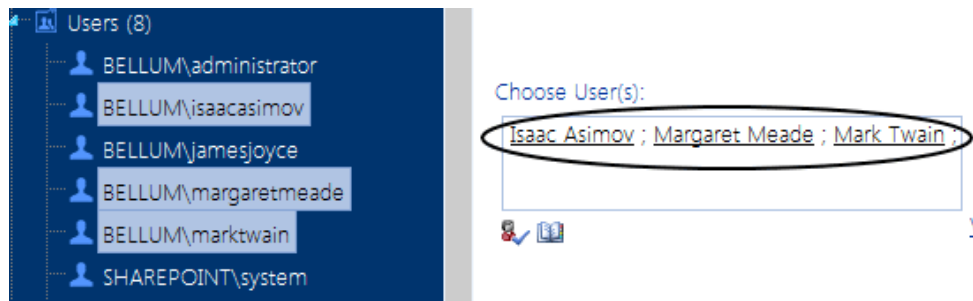 Users (8)
BELLUM\administrator
BELLUM\isaacasimov
BELLUM\jamesjoyce
BELLUM\margaretmeade
BELLUM\marktwain
SHAREPOINT\system
Choose User(s):
Isaac Asimov ; Margaret Meade ; Mark Twain ;